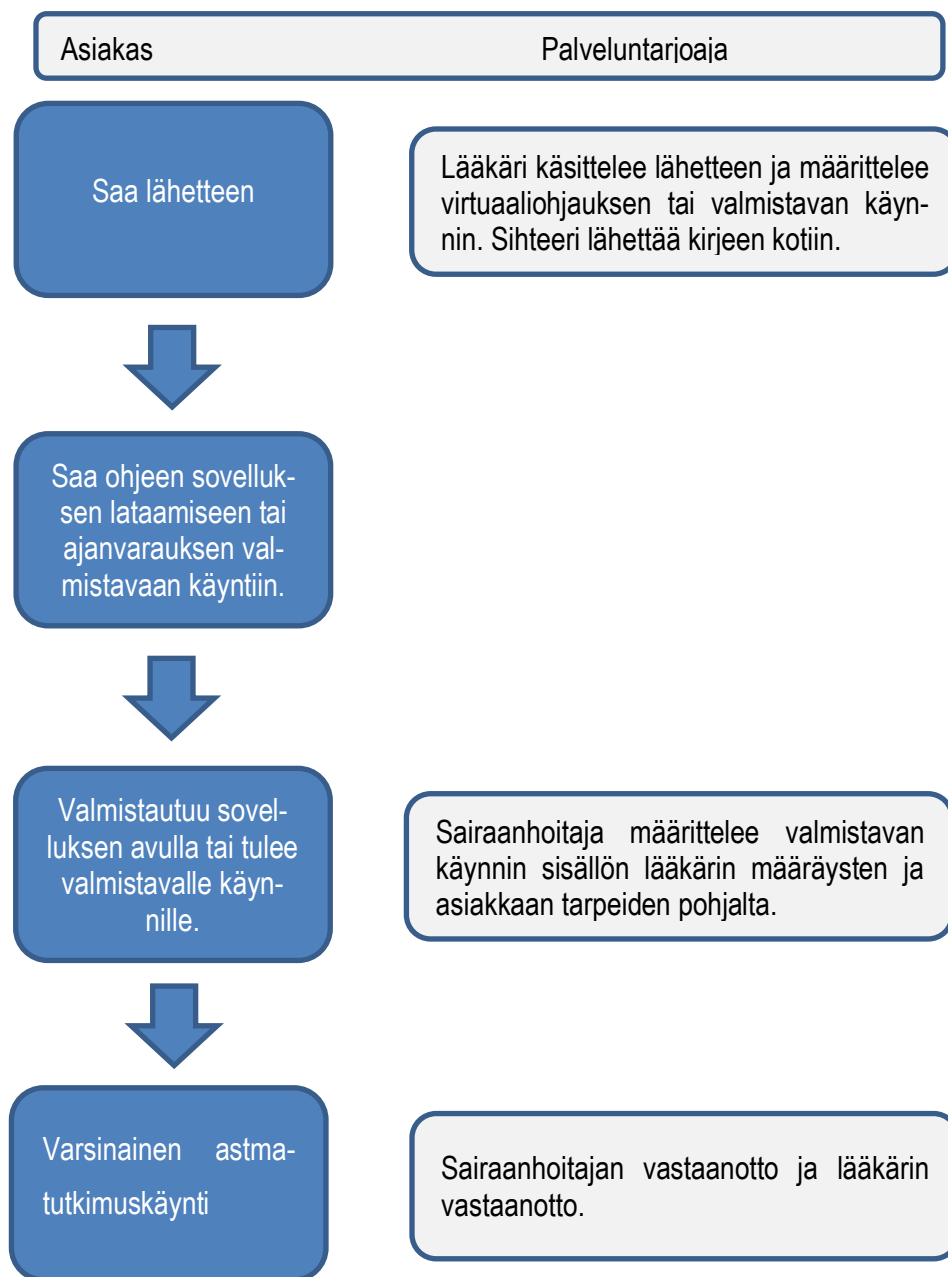 Asiakas Palveluntarjoaja
Saa lähetteen
Lääkäri käsittelee lähetteen ja määrittelee
virtuaaliohjauksen tai valmistavan käyn-
nin. Sihteeri lähettää kirjeen kotiin.
Saa ohjeen sovelluk-
sen lataamiseen tai
ajanvarauksen val-
mistavaan käyntiin.
Valmistautuu sovel-
luksen avulla tai tulee
valmistavalle käyn-
nille.
Sairaanhoitaja määrittelee valmistavan
käynnin sisällön lääkärin määräysten ja
asiakkaan tarpeiden pohjalta.
Varsinainen astma-
tutkimuskäynti
Sairaanhoitajan vastaanotto ja lääkärin
vastaanotto.